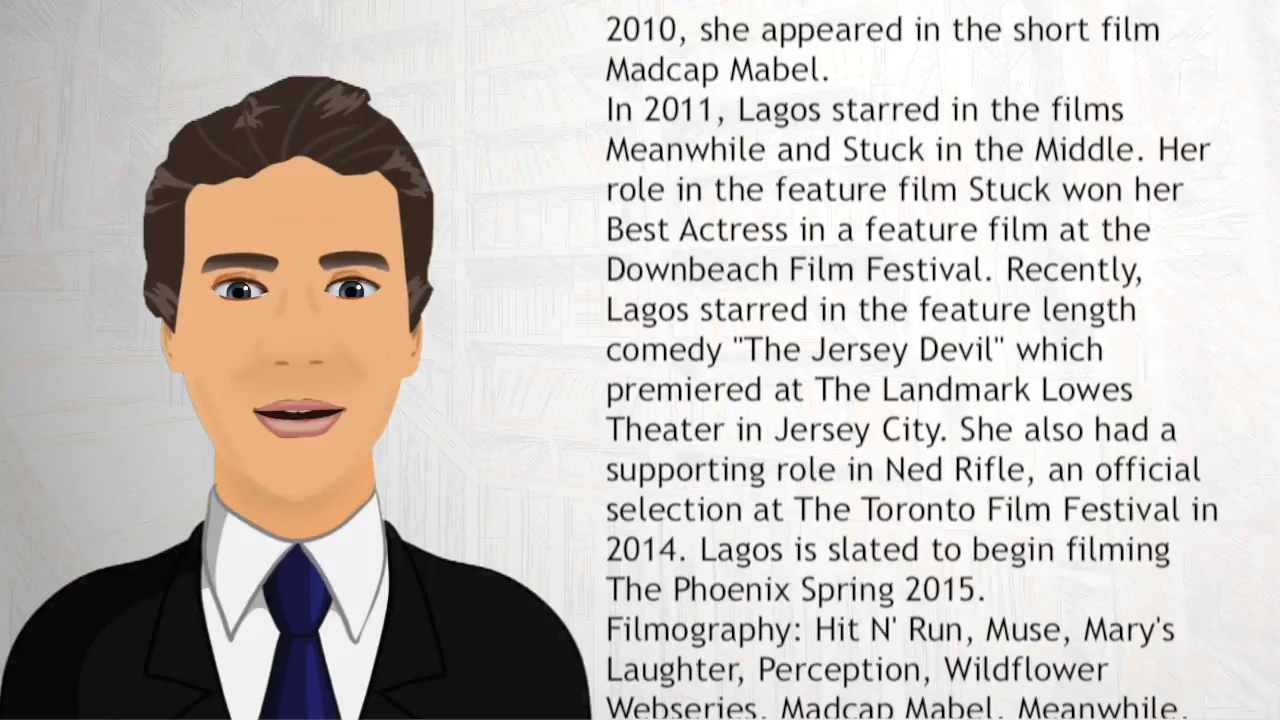 2010, she appeared in the short film
Madcap Mabel.
In 2011, Lagos starred in the films
Meanwhile and Stuck in the Middle. Her
role in the feature film Stuck won her
Best Actress in a feature film at the
Downbeach Film Festival. Recently,
Lagos starred in the feature length
comedy "The Jersey Devil" which
premiered at The Landmark Lowes
Theater in Jersey City. She also had a
supporting role in Ned Rifle, an official
selection at The Toronto Film Festival in
2014. Lagos is slated to begin filming
The Phoenix Spring 2015.
Filmography: Hit N' Run, Muse, Mary's
Laughter, Perception, Wildflower
Webseries, Madcap Mabel, Meanwhile,